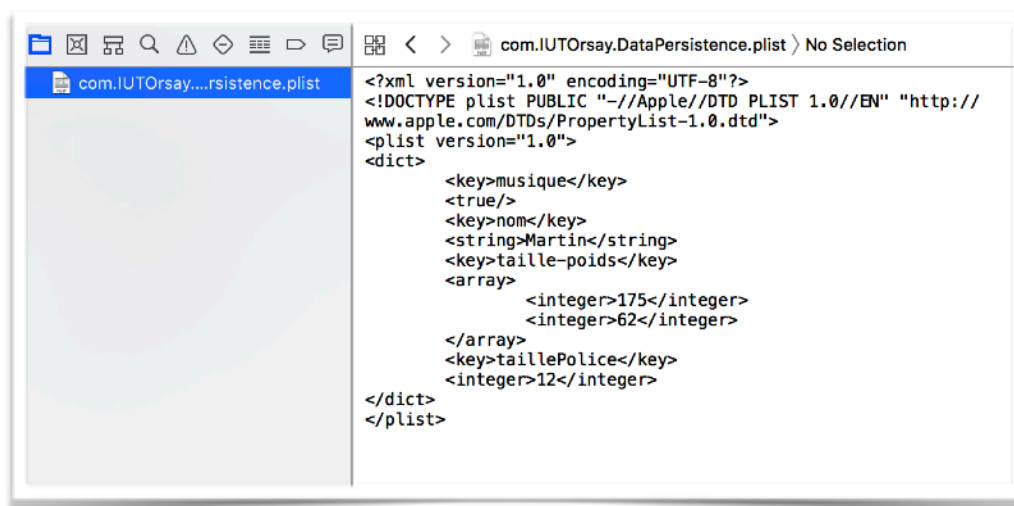 com.IUTOrsay.DataPersistence.plist 〉 No Selection
com.IUTOrsay....rsistence.plist
<?xml version="1.0" encoding="UTF-8"?>
<!DOCTYPE plist PUBLIC "-//Apple//DTD PLIST 1.0//EN" "http://
www.apple.com/DTDs/PropertyList-1.0.dtd">
<plist version="1.0">
<dict>
	<key>musique</key>
	<true/>
	<key>nom</key>
	<string>Martin</string>
	<key>taille-poids</key>
	<array>
		<integer>175</integer>
		<integer>62</integer>
	</array>
	<key>taillePolice</key>
	<integer>12</integer>
</dict>
</plist>